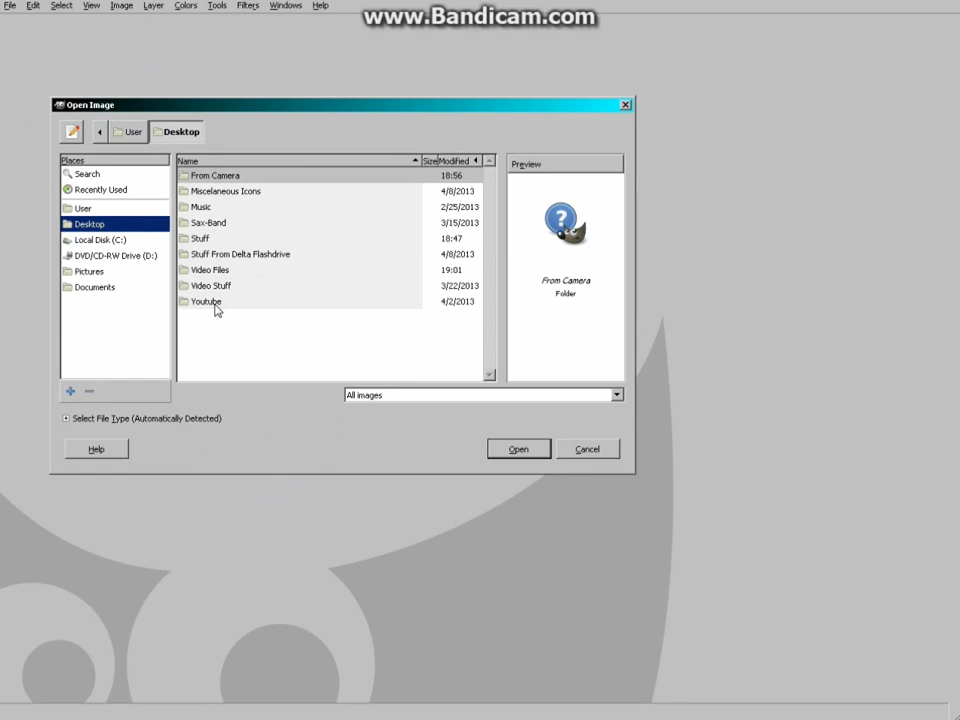 File Edit Select View Image Layer Colors Tools Filters Windows Help
www.Bandicam.com
Open Image
User Desktop
Places
Search
Recently Used
User
Desktop
Local Disk (C:)
DVD/CD-RW Drive (D:)
Pictures
Documents
Name Size Modified
From Camera 18:56
Miscelaneous Icons 4/8/2013
Music 2/25/2013
Sax-Band 3/15/2013
Stuff 18:47
Stuff From Delta Flashdrive 4/8/2013
Video Files 19:01
Video Stuff 3/22/2013
Youtube 4/2/2013
Preview
From Camera
Folder
All images
Select File Type (Automatically Detected)
Help Open Cancel